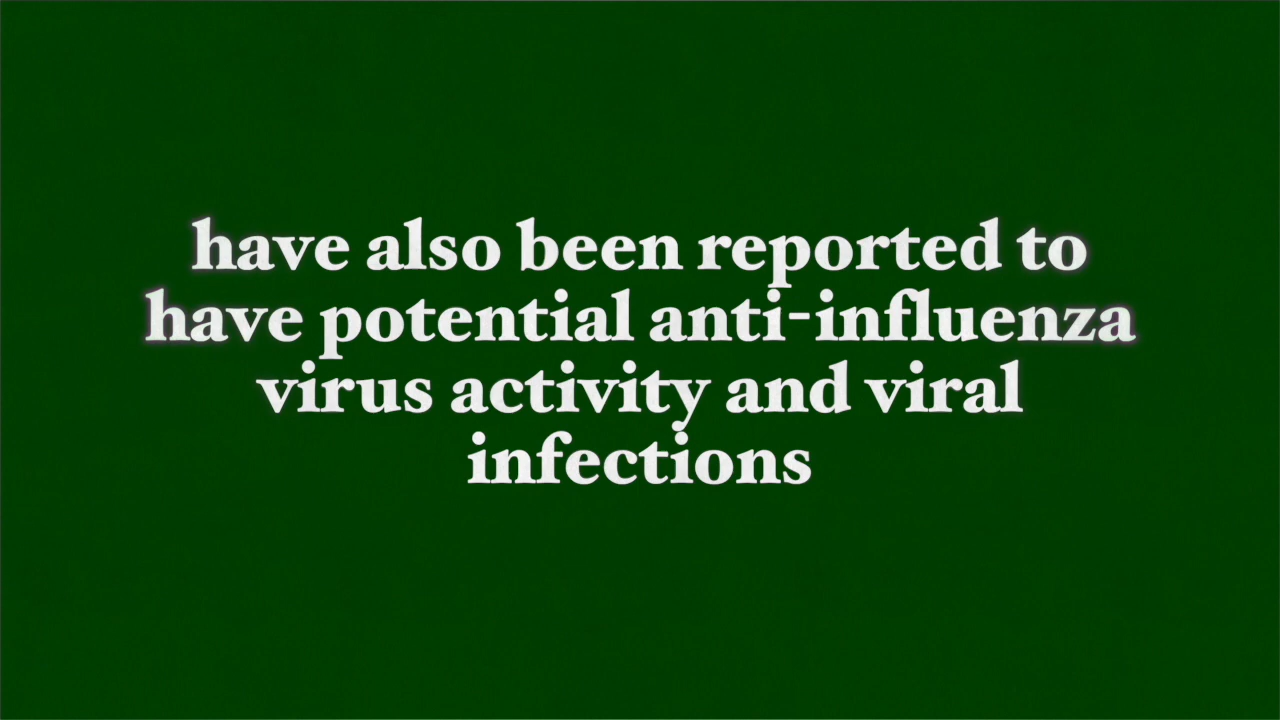 have also been reported to
have potential anti-influenza
virus activity and viral
infections